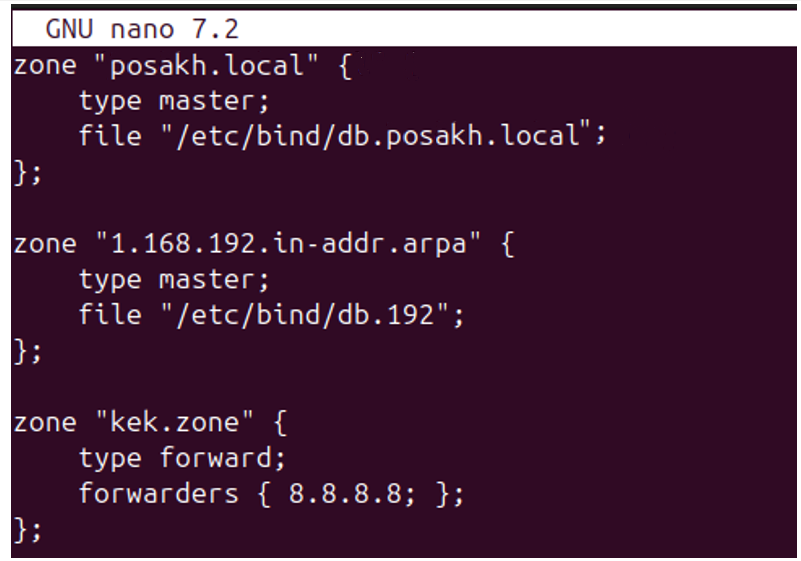 GNU nano 7.2
zone "posakh.local" {
    type master;
    file "/etc/bind/db.posakh.local";
};

zone "1.168.192.in-addr.arpa" {
    type master;
    file "/etc/bind/db.192";
};

zone "kek.zone" {
    type forward;
    forwarders { 8.8.8.8; };
};